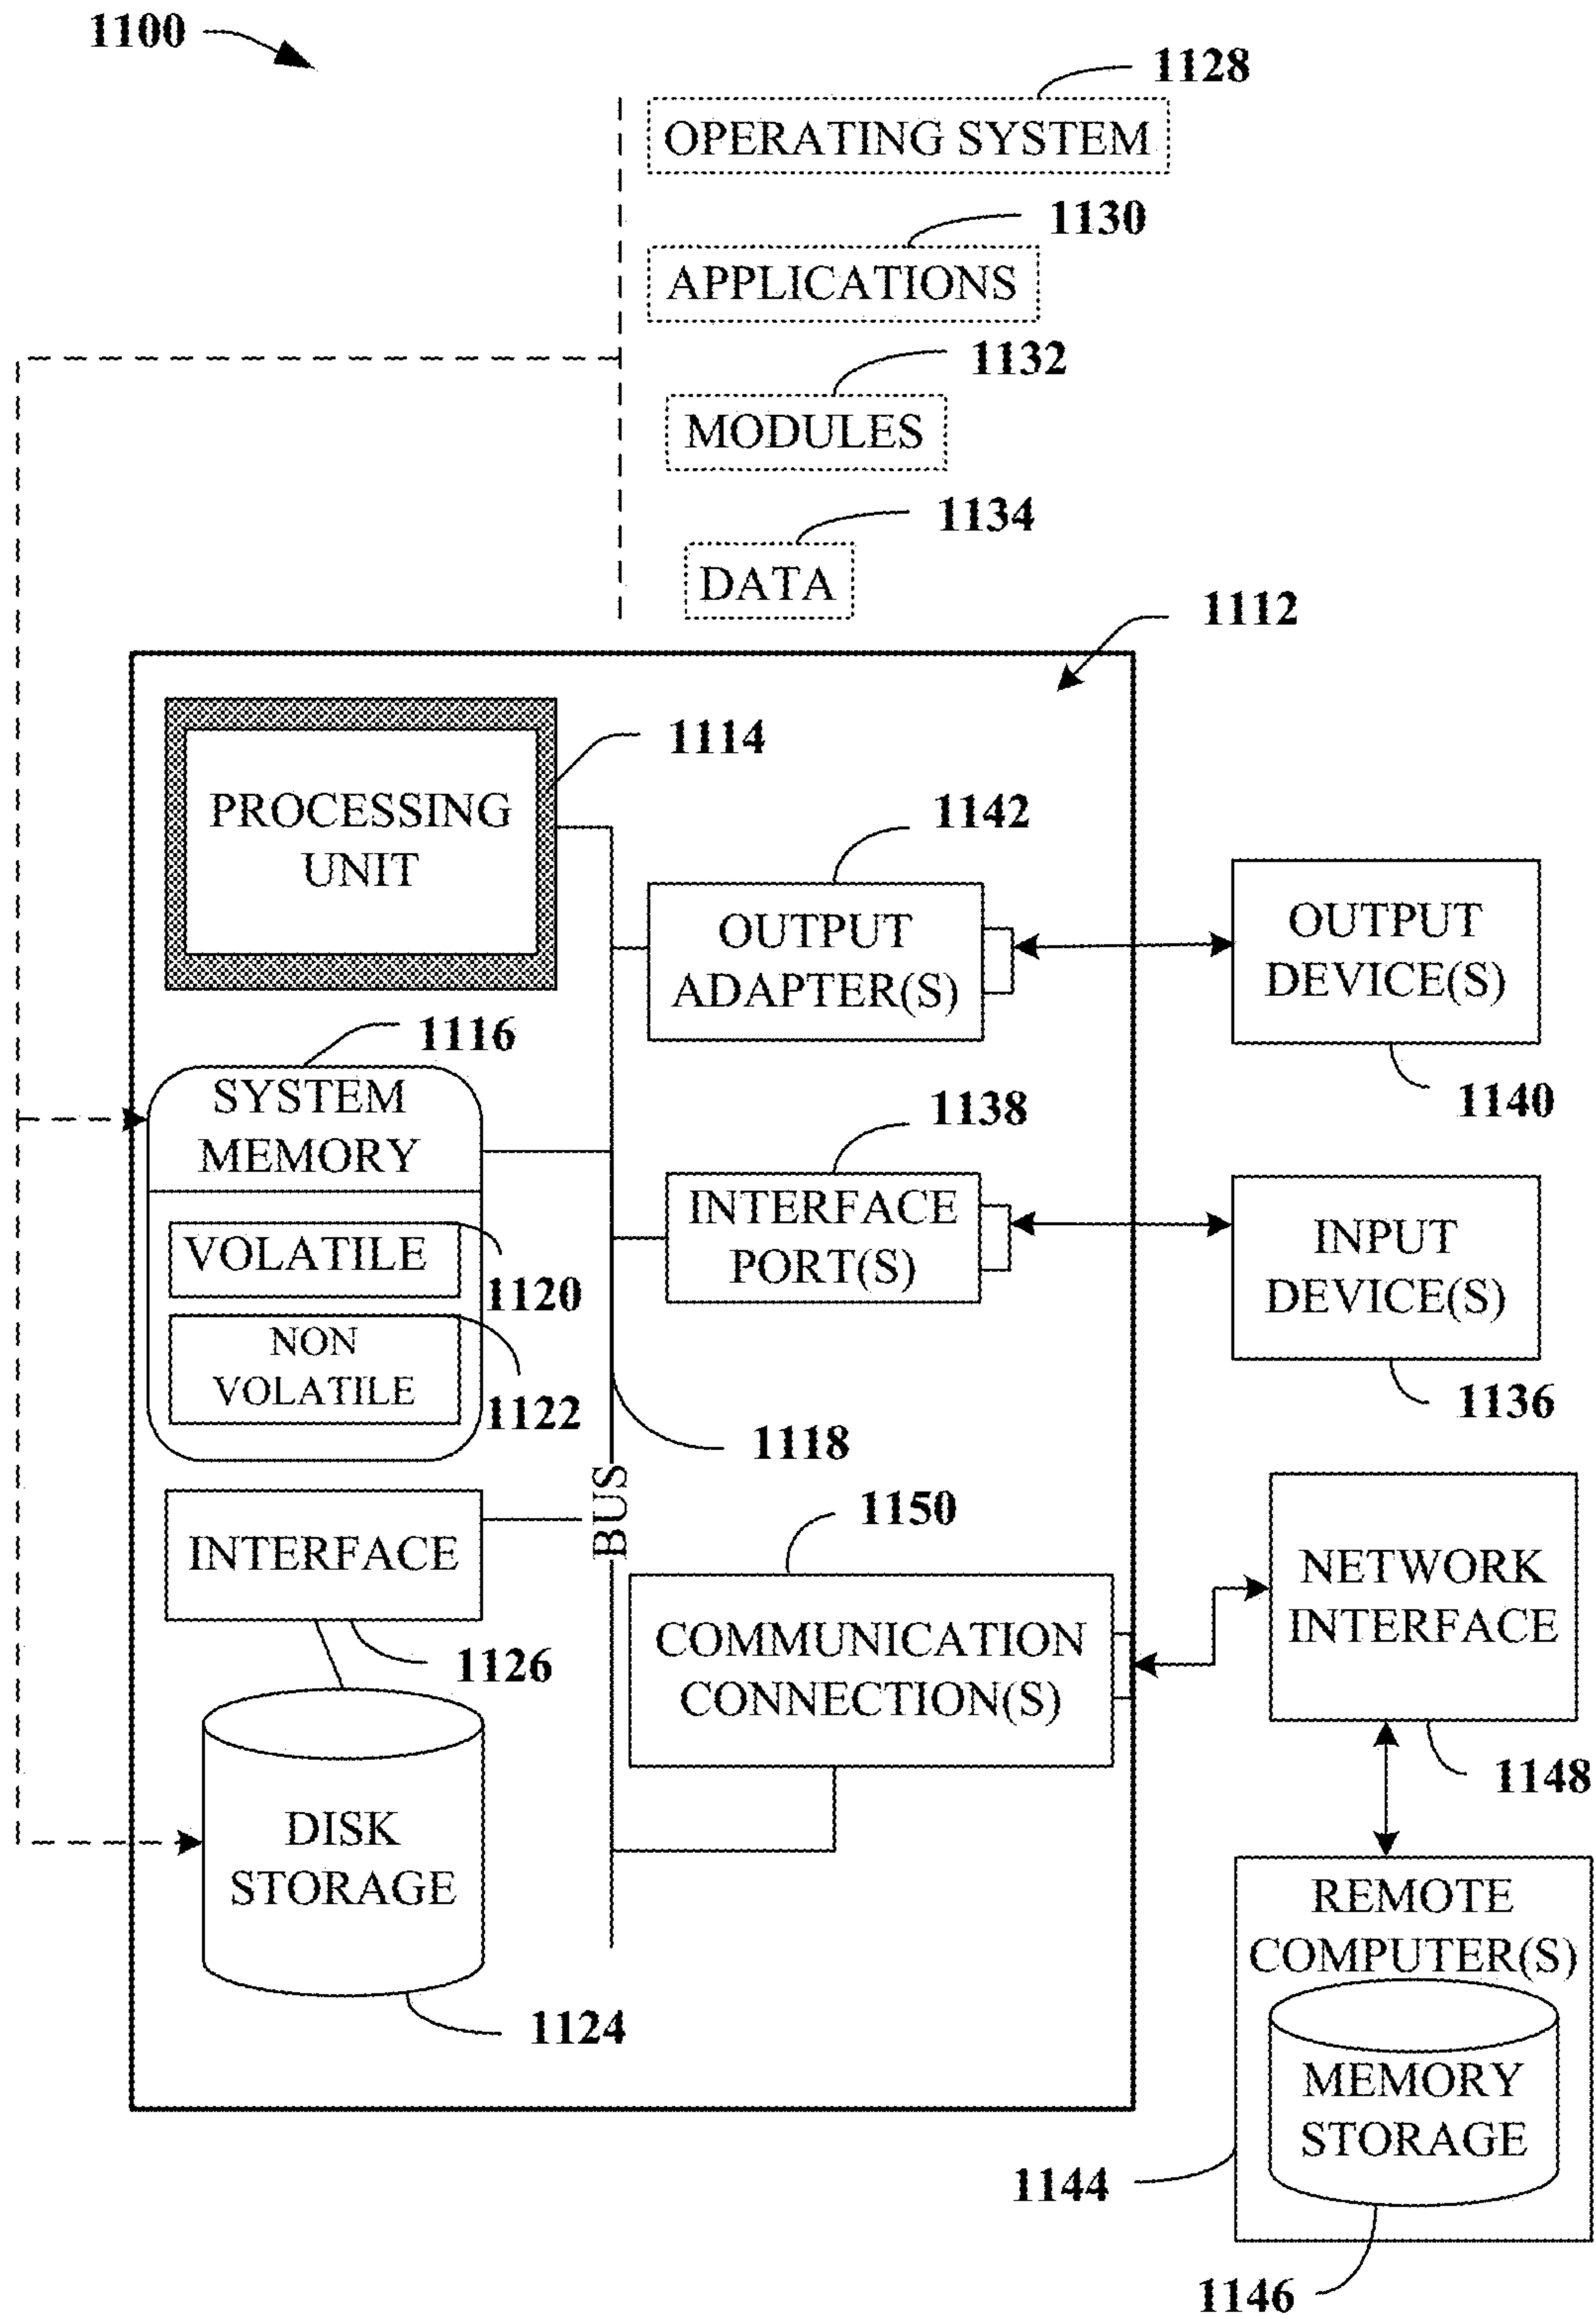 1100
1128
OPERATING SYSTEM
1130
APPLICATIONS
1132
MODULES
1134
DATA
1112
1114
PROCESSING
UNIT
1142
OUTPUT
ADAPTER(S)
OUTPUT
DEVICE(S)
1140
1116
SYSTEM
MEMORY
VOLATILE
1120
NON
VOLATILE
1122
1138
INTERFACE
PORT(S)
INPUT
DEVICE(S)
1136
1118
BUS
INTERFACE
1126
1150
COMMUNICATION
CONNECTION(S)
NETWORK
INTERFACE
1148
DISK
STORAGE
1124
REMOTE
COMPUTER(S)
MEMORY
STORAGE
1144
1146